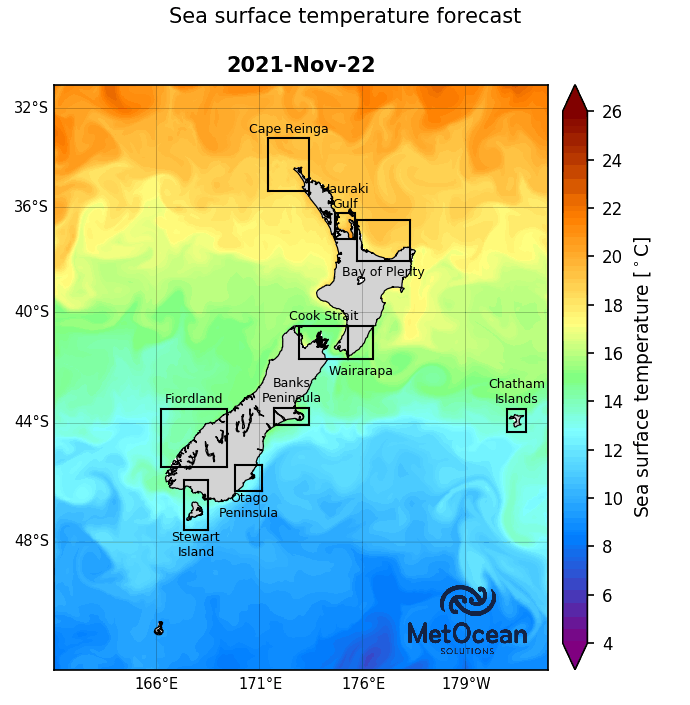 Sea surface temperature forecast
2021-Nov-22
32°S
36°S
40°S
44°S
48°S
166°E
171°E
176°E
179°W
Cape Reinga
Hauraki
Gulf
Bay of Plenty
Cook Strait
Wairarapa
Banks
Peninsula
Fiordland
Chatham
Islands
Otago
Peninsula
Stewart
Island
MetOcean
SOLUTIONS
26
24
22
20
18
16
14
12
10
8
6
4
Sea surface temperature [°C]